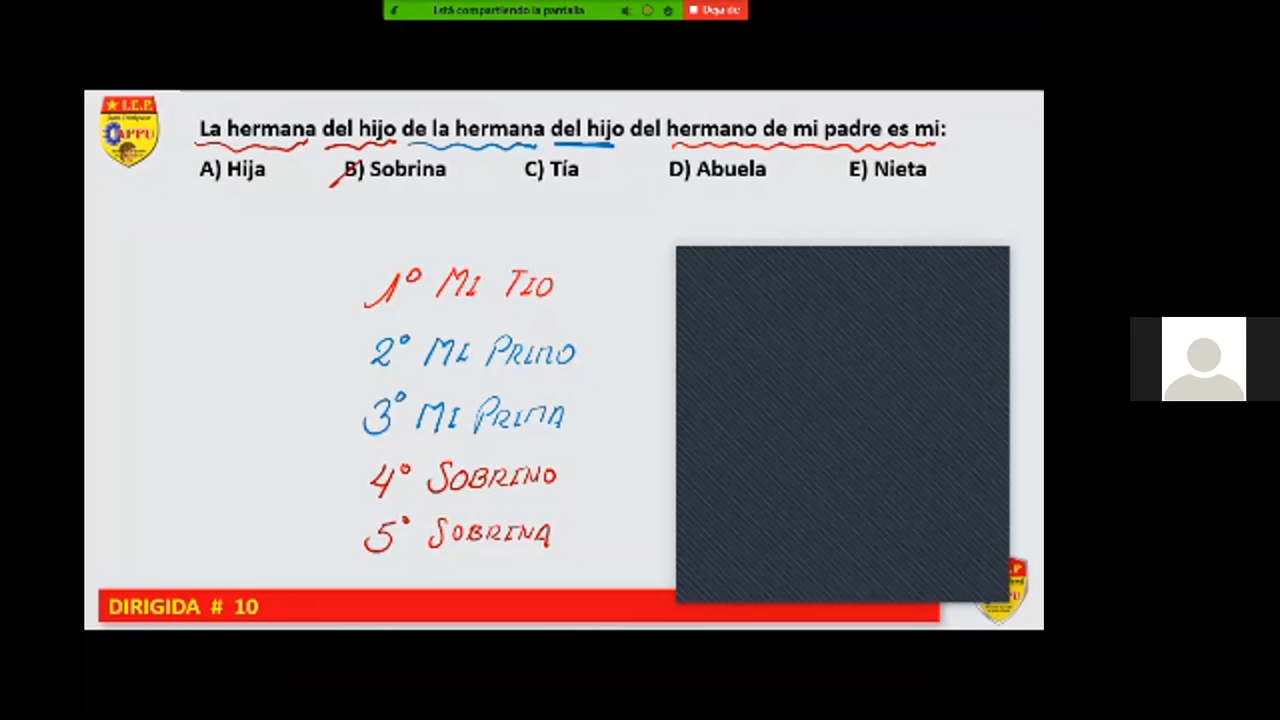 Está compartiendo la pantalla
Deja de
I.E.P.
APPU
La hermana del hijo de la hermana del hijo del hermano de mi padre es mi:
A) Hija B) Sobrina C) Tía D) Abuela E) Nieta
1° MI TIO
2° MI PRIMO
3° MI PRIMA
4° SOBRINO
5° SOBRINA
DIRIGIDA # 10